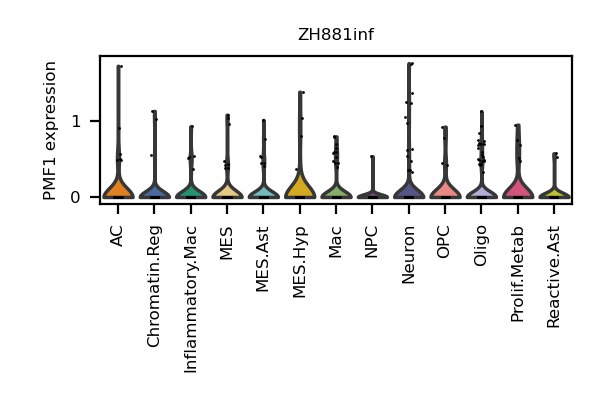 ZH881inf
PMF1 expression
1
0
AC
Chromatin.Reg
Inflammatory.Mac
MES
MES.Ast
MES.Hyp
Mac
NPC
Neuron
OPC
Oligo
Prolif.Metab
Reactive.Ast